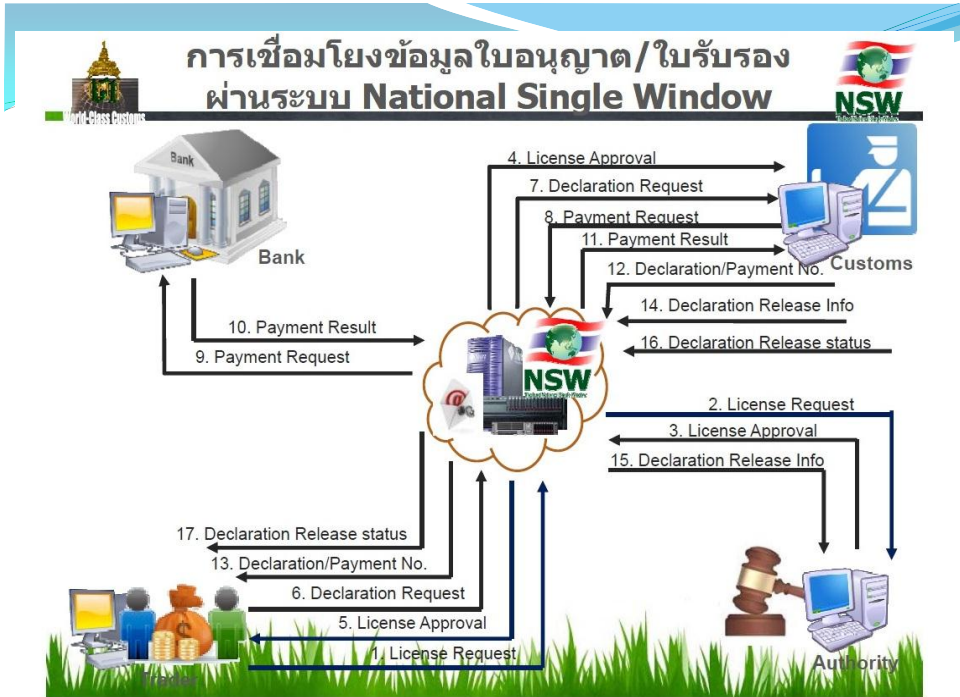 การเชื่อมโยงข้อมูลใบอนุญาต/ใบรับรอง
ผ่านระบบ National Single Window
World-Class Customs
NSW
Bank
Bank
4. License Approval
7. Declaration Request
8. Payment Request
11. Payment Result
Customs
12. Declaration/Payment No.
14. Declaration Release Info
16. Declaration Release status
10. Payment Result
9. Payment Request
NSW
2. License Request
3. License Approval
15. Declaration Release Info
17. Declaration Release status
13. Declaration/Payment No.
6. Declaration Request
5. License Approval
1. License Request
Trader
Authority